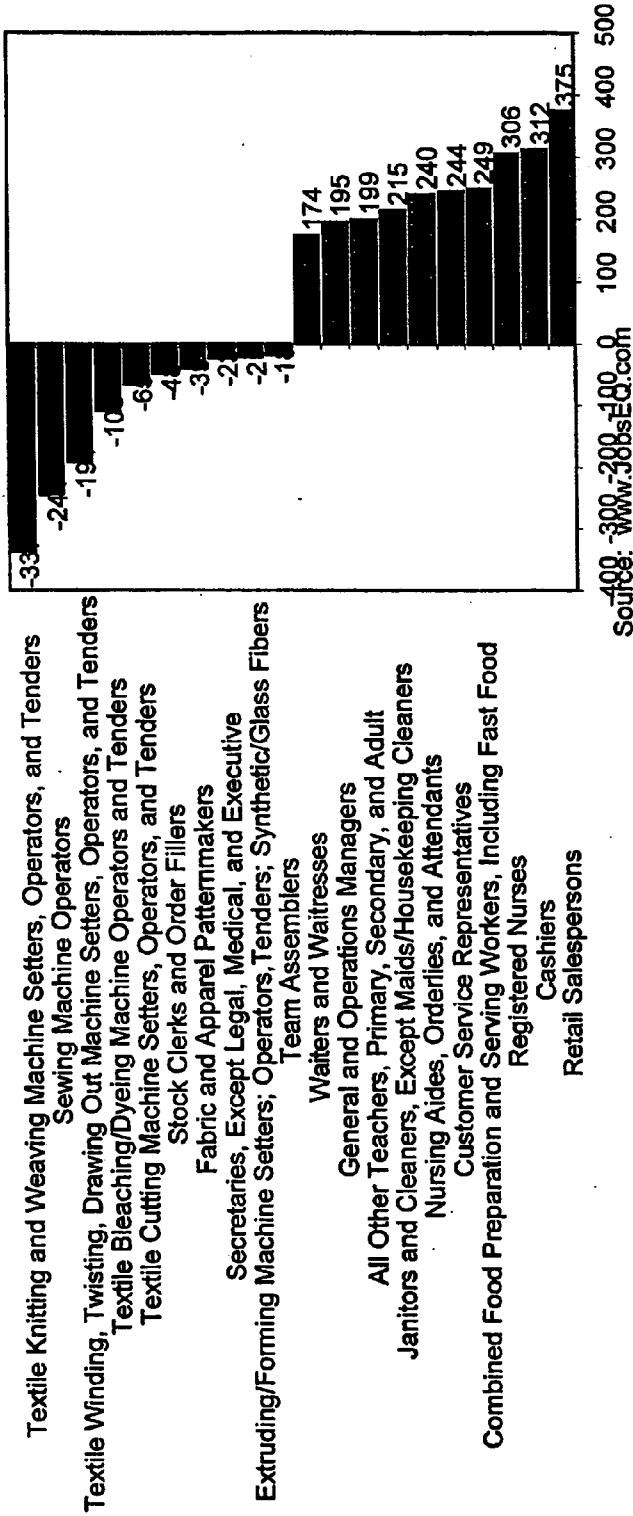 Textile Knitting and Weaving Machine Setters, Operators, and Tenders
Sewing Machine Operators
Textile Winding, Twisting, Drawing Out Machine Setters, Operators, and Tenders
Textile Bleaching/Dyeing Machine Operators and Tenders
Textile Cutting Machine Setters, Operators, and Tenders
Stock Clerks and Order Fillers
Fabric and Apparel Patternmakers
Secretaries, Except Legal, Medical, and Executive
Extruding/Forming Machine Setters; Operators,Tenders; Synthetic/Glass Fibers
Team Assemblers
Waiters and Waitresses
General and Operations Managers
All Other Teachers, Primary, Secondary, and Adult
Janitors and Cleaners, Except Maids/Housekeeping Cleaners
Nursing Aides, Orderlies, and Attendants
Customer Service Representatives
Combined Food Preparation and Serving Workers, Including Fast Food
Registered Nurses
Cashiers
Retail Salespersons
174
195
199
215
240
244
249
306
312
375
-400 -300 -200 -100 0 100 200 300 400 500
Source: www.JobsEQ.com